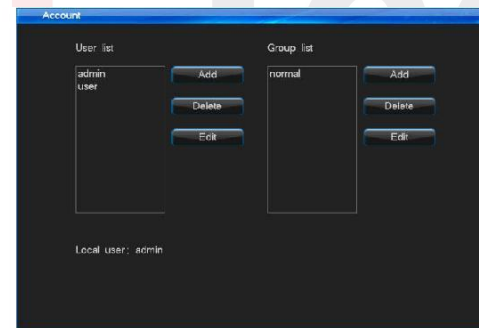 Account
User list
Group list
admin
user
Add
Delete
Edit
normal
Add
Delete
Edit
Local user: admin